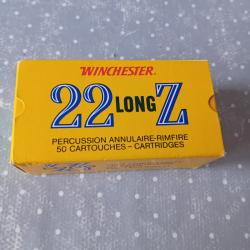 WINCHESTER
22 LONG Z
PERCUSSION ANNULAIRE-RIMFIRE
50 CARTOUCHES - CARTRIDGES